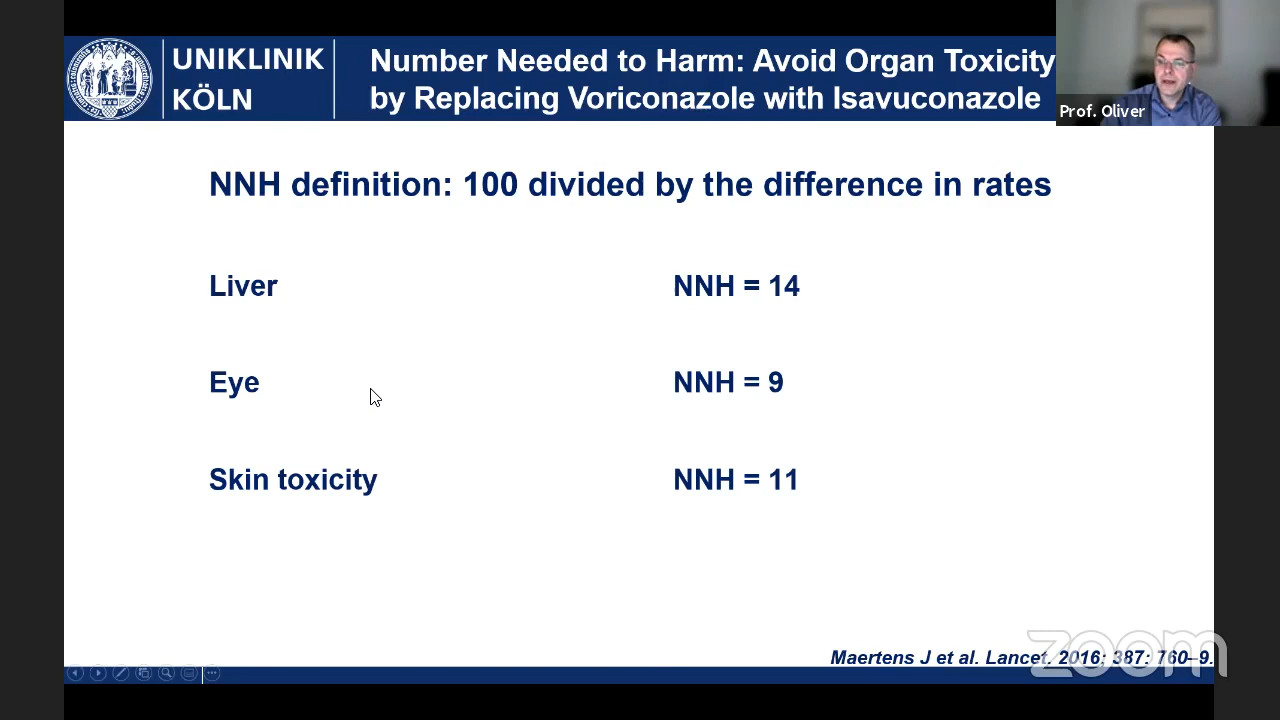 UNIKLINIK
KÖLN
Number Needed to Harm: Avoid Organ Toxicity
by Replacing Voriconazole with Isavuconazole
Prof. Oliver
NNH definition: 100 divided by the difference in rates
Liver NNH = 14
Eye NNH = 9
Skin toxicity NNH = 11
Maertens J et al. Lancet. 2016; 387: 760–9.
zoom